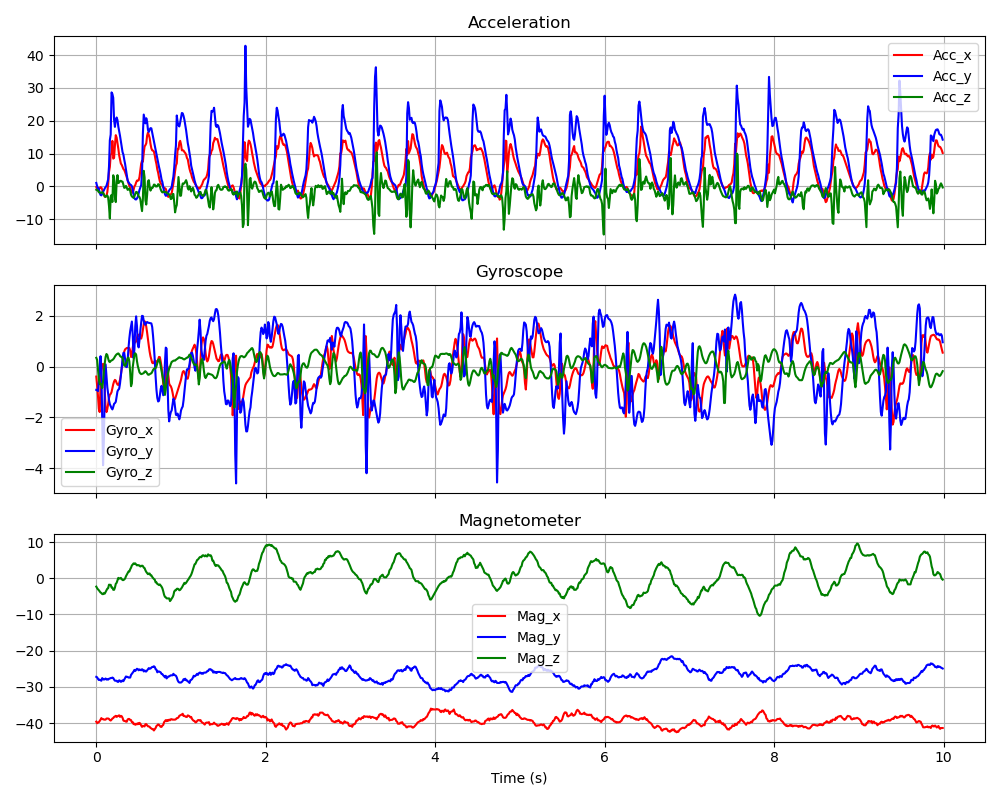 Acceleration
40
30
20
10
0
−10
Acc_x
Acc_y
Acc_z
Gyroscope
2
0
−2
−4
Gyro_x
Gyro_y
Gyro_z
Magnetometer
10
0
−10
−20
−30
−40
Mag_x
Mag_y
Mag_z
0 2 4 6 8 10
Time (s)